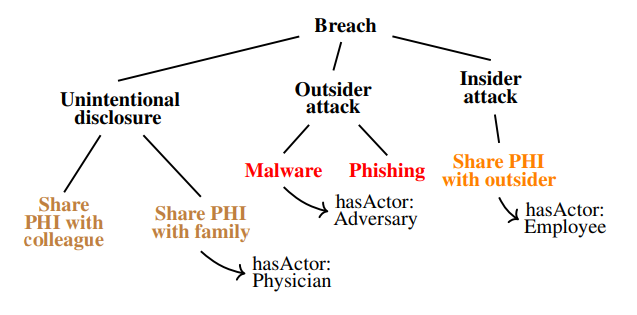 Breach
Unintentional
disclosure
Outsider
attack
Insider
attack
Malware
Phishing
Share PHI
with outsider
Share
PHI with
colleague
Share PHI
with family
hasActor:
Adversary
hasActor:
Employee
hasActor:
Physician